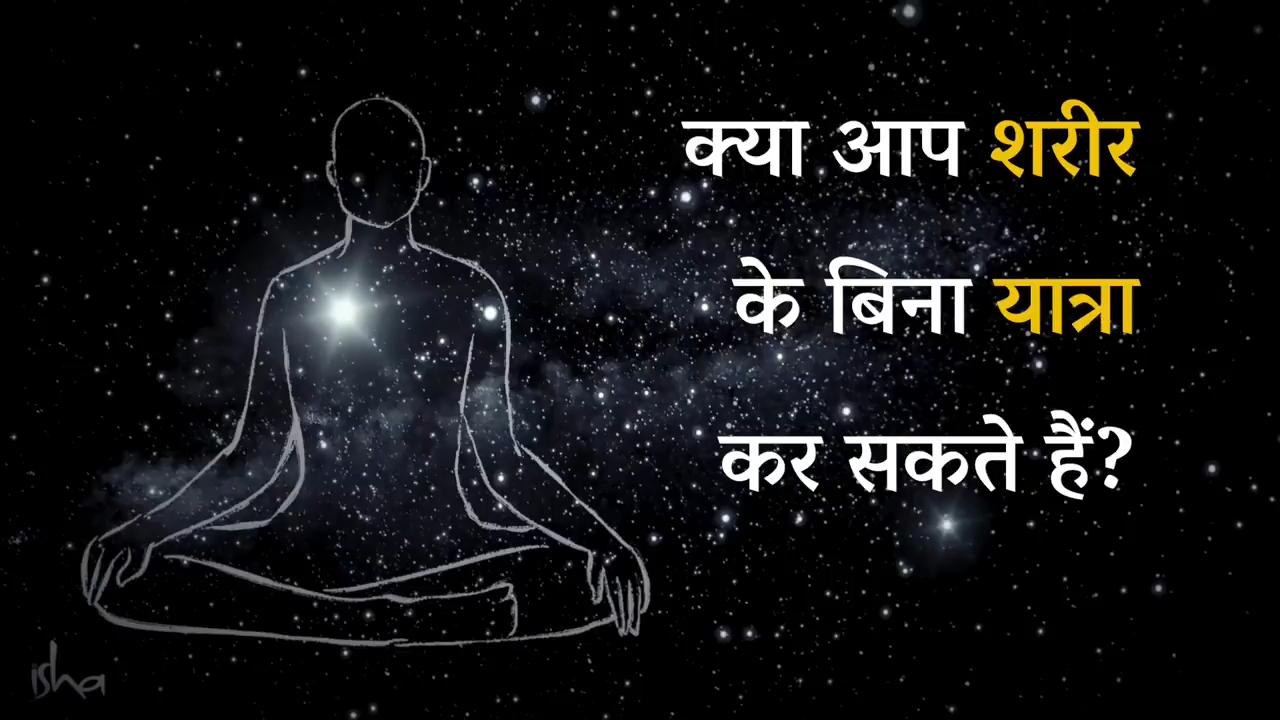 क्या आप शरीर
के बिना यात्रा
कर सकते हैं?
isha